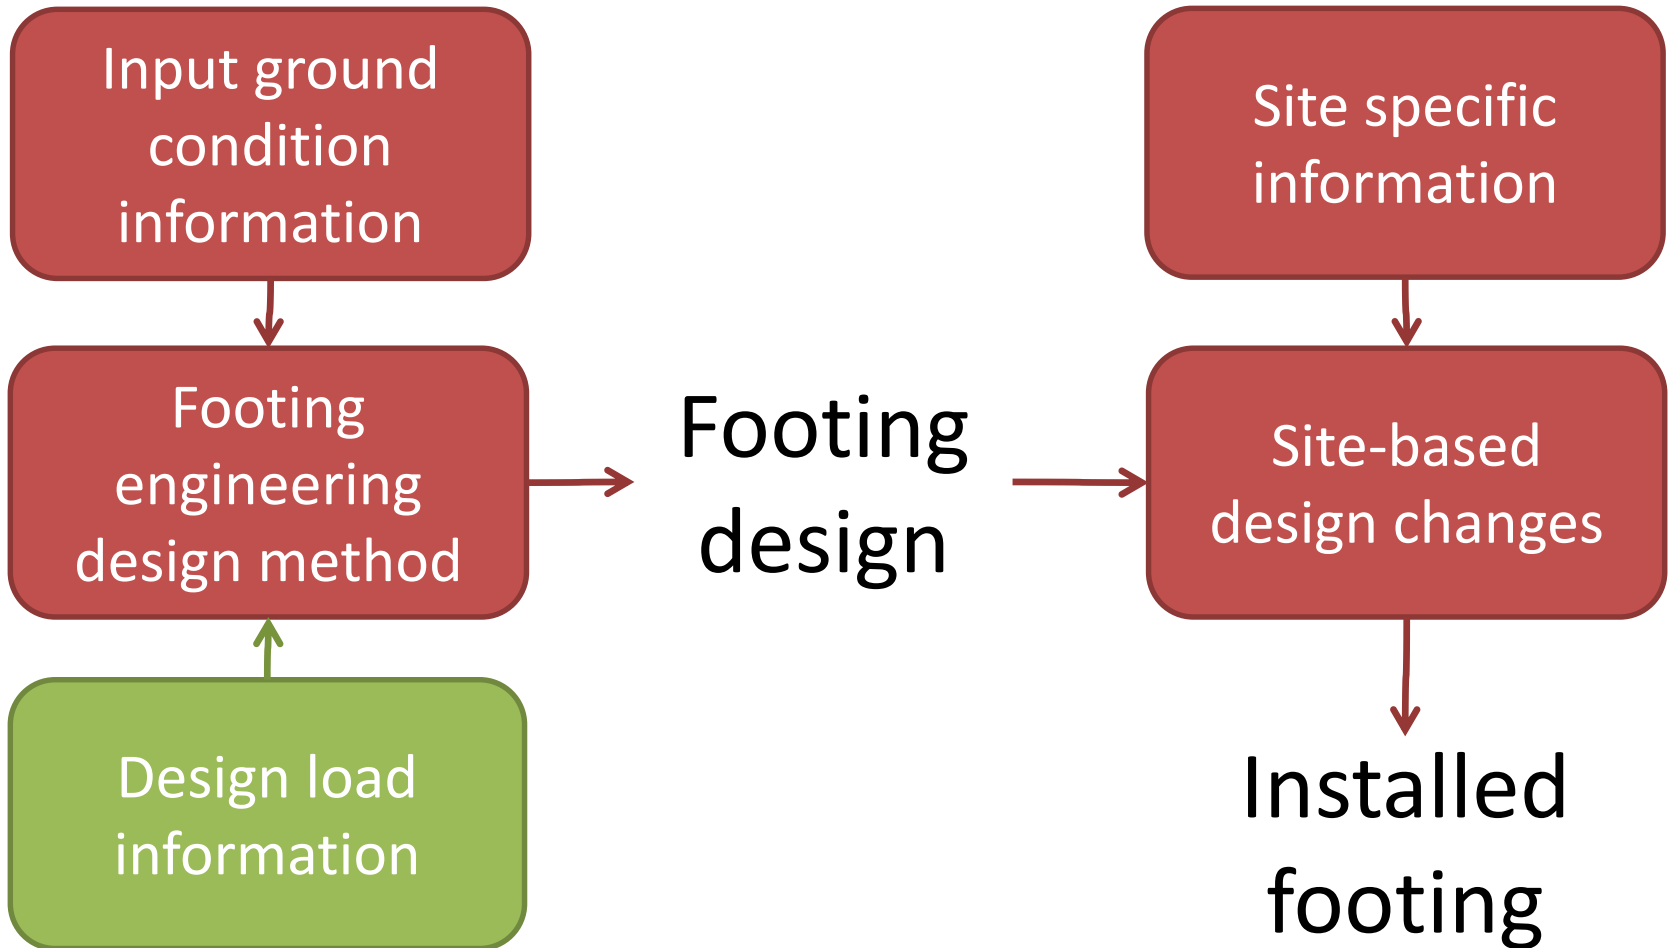 Input ground
condition
information
Footing
engineering
design method
Design load
information
Footing
design
Site specific
information
Site-based
design changes
Installed
footing